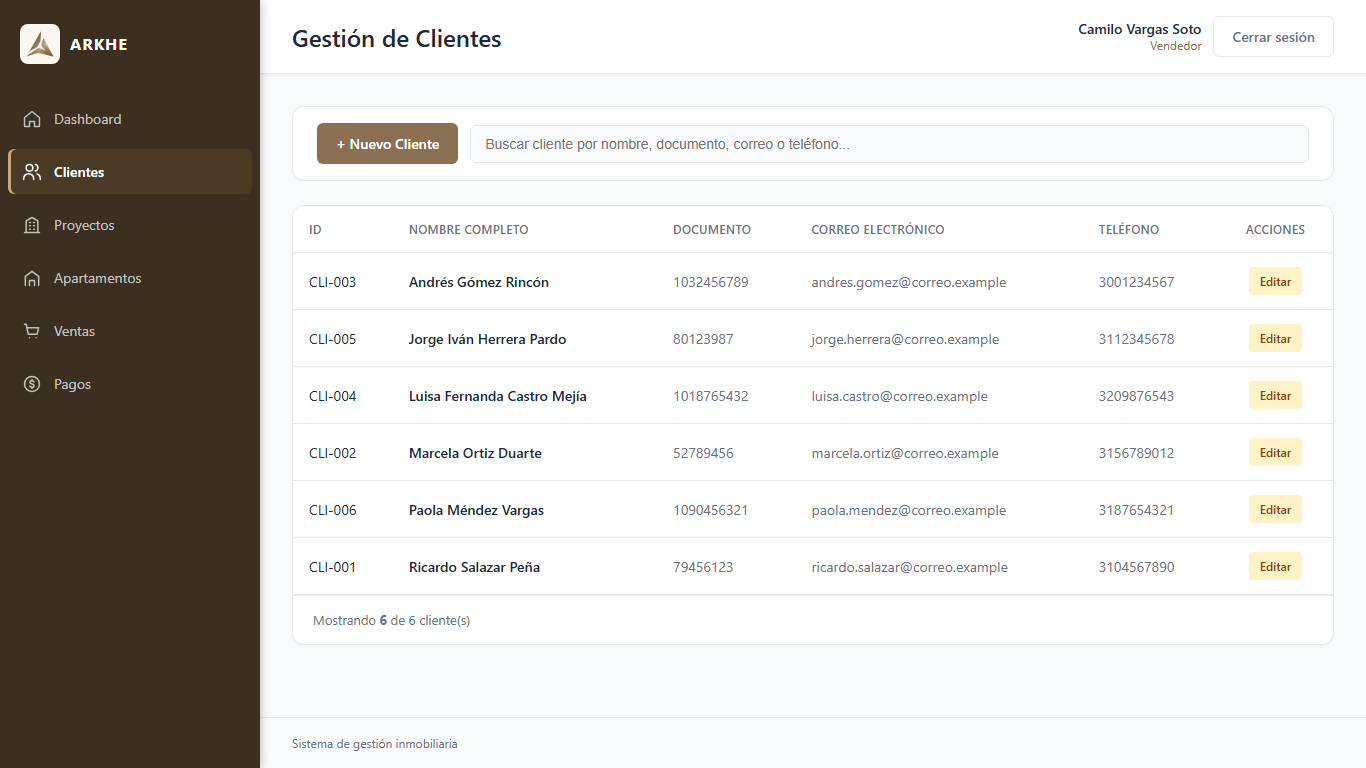 ARKHE
Dashboard
Clientes
Proyectos
Apartamentos
Ventas
Pagos
Gestión de Clientes
Camilo Vargas Soto
Vendedor
Cerrar sesión
+ Nuevo Cliente
Buscar cliente por nombre, documento, correo o teléfono...
ID NOMBRE COMPLETO DOCUMENTO CORREO ELECTRÓNICO TELÉFONO ACCIONES
CLI-003 Andrés Gómez Rincón 1032456789 andres.gomez@correo.example 3001234567 Editar
CLI-005 Jorge Iván Herrera Pardo 80123987 jorge.herrera@correo.example 3112345678 Editar
CLI-004 Luisa Fernanda Castro Mejía 1018765432 luisa.castro@correo.example 3209876543 Editar
CLI-002 Marcela Ortiz Duarte 52789456 marcela.ortiz@correo.example 3156789012 Editar
CLI-006 Paola Méndez Vargas 1090456321 paola.mendez@correo.example 3187654321 Editar
CLI-001 Ricardo Salazar Peña 79456123 ricardo.salazar@correo.example 3104567890 Editar
Mostrando 6 de 6 cliente(s)
Sistema de gestión inmobiliaria